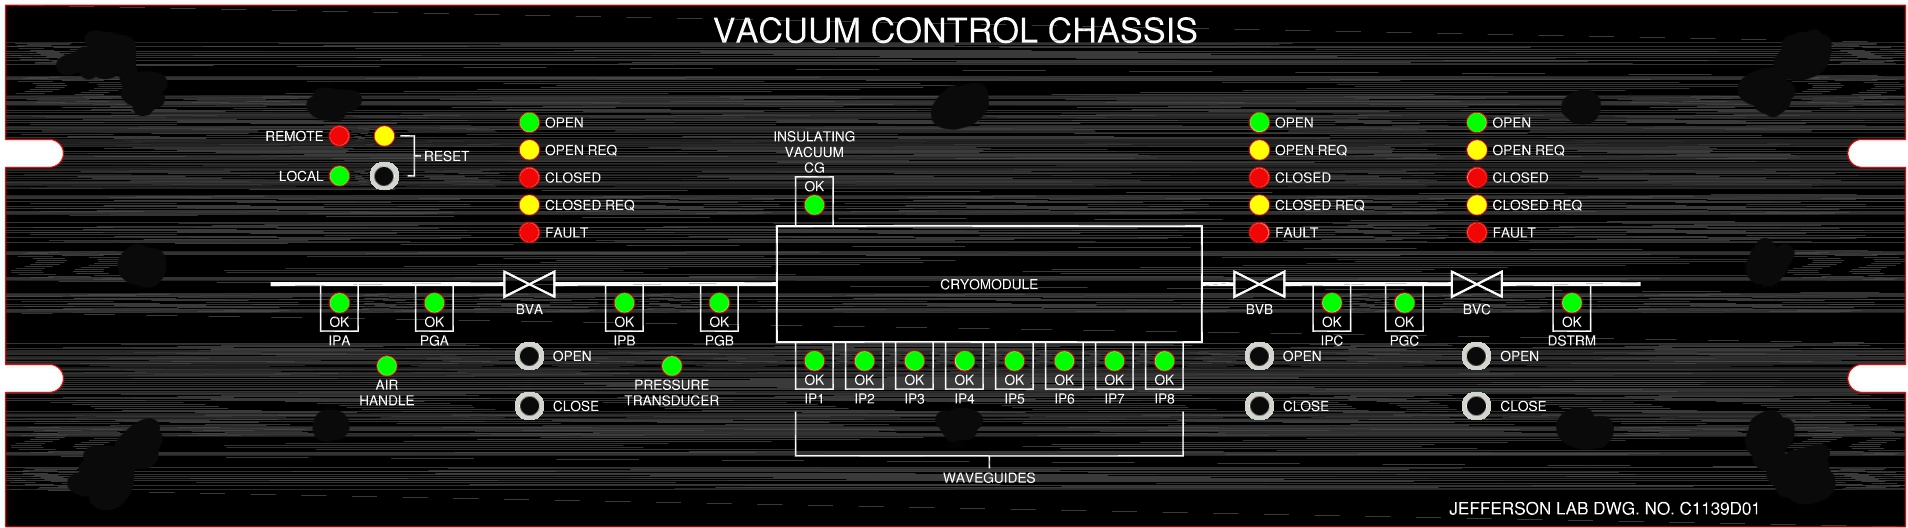 VACUUM CONTROL CHASSIS
REMOTE
LOCAL
RESET
OPEN
OPEN REQ
CLOSED
CLOSED REQ
FAULT
INSULATING
VACUUM
CG
OK
OPEN
OPEN REQ
CLOSED
CLOSED REQ
FAULT
OPEN
OPEN REQ
CLOSED
CLOSED REQ
FAULT
CRYOMODULE
OK
IPA
OK
PGA
BVA
OK
IPB
OK
PGB
BVB
OK
IPC
OK
PGC
BVC
OK
DSTRM
AIR
HANDLE
OPEN
CLOSE
PRESSURE
TRANSDUCER
OK
IP1
OK
IP2
OK
IP3
OK
IP4
OK
IP5
OK
IP6
OK
IP7
OK
IP8
OPEN
CLOSE
OPEN
CLOSE
WAVEGUIDES
JEFFERSON LAB DWG. NO. C1139D01